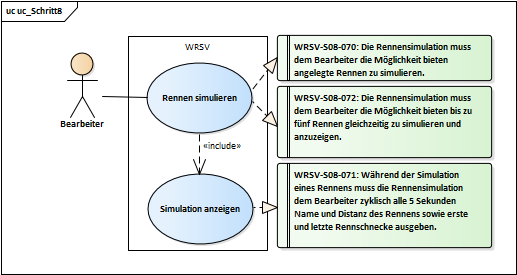 uc uc_Schritt8
WRSV
WRSV-S08-070: Die Rennensimulation muss
dem Bearbeiter die Möglichkeit bieten
angelegte Rennen zu simulieren.
Rennen simulieren
WRSV-S08-072: Die Rennensimulation muss
dem Bearbeiter die Möglichkeit bieten bis zu
fünf Rennen gleichzeitig zu simulieren und
anzuzeigen.
Bearbeiter
«include»
WRSV-S08-071: Während der Simulation
eines Rennens muss die Rennensimulation
dem Bearbeiter zyklisch alle 5 Sekunden
Name und Distanz des Rennens sowie erste
und letzte Rennschnecke ausgeben.
Simulation anzeigen